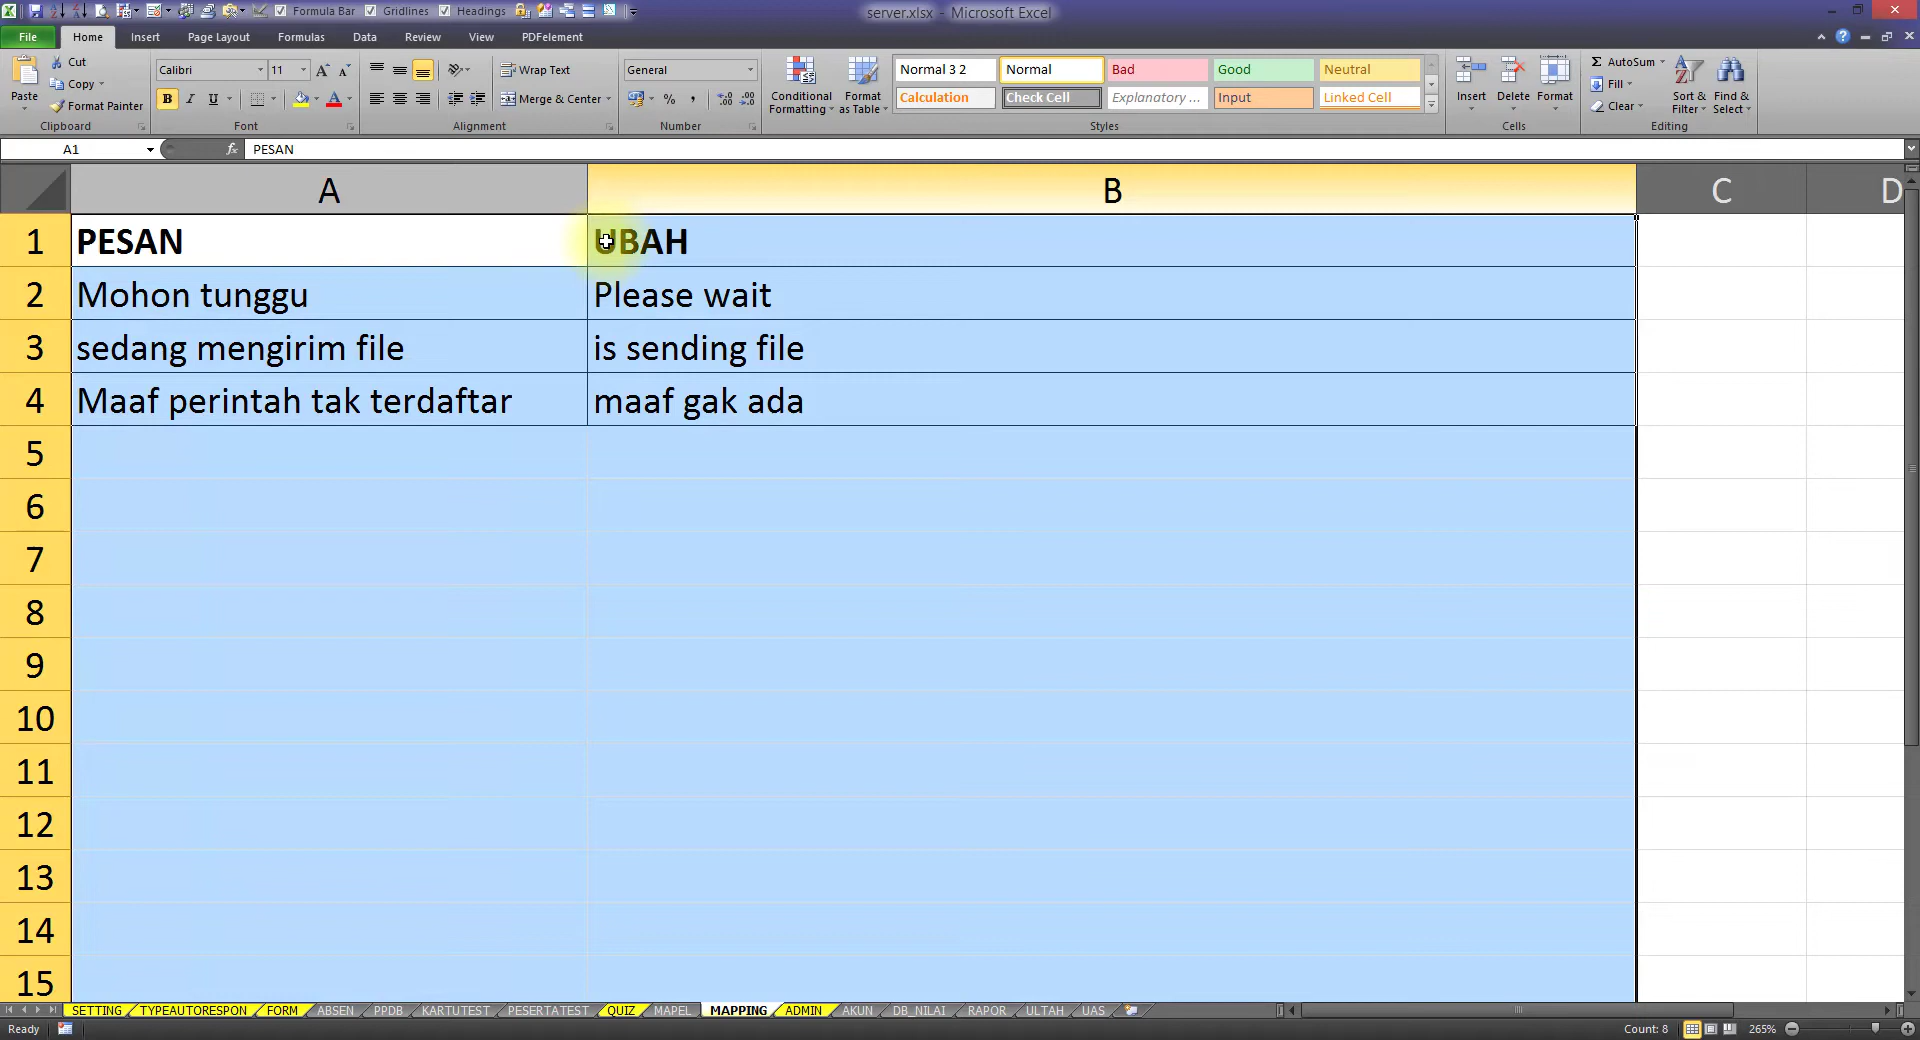 Formula Bar Gridlines Headings server.xlsx - Microsoft Excel
File Home Insert Page Layout Formulas Data Review View PDFelement
Cut
Copy
Format Painter
Paste
Clipboard
Calibri 11
B I U
Font
Wrap Text
Merge & Center
Alignment
General
%
Number
Conditional Formatting
Format as Table
Normal 3 2 Normal Bad Good Neutral
Calculation Check Cell Explanatory ... Input Linked Cell
Styles
Insert Delete Format
Cells
AutoSum
Fill
Clear
Sort & Filter
Find & Select
Editing
A1 fx PESAN
A B C D
1 PESAN UBAH
2 Mohon tunggu Please wait
3 sedang mengirim file is sending file
4 Maaf perintah tak terdaftar maaf gak ada
5
6
7
8
9
10
11
12
13
14
15
SETTING TYPEAUTORESPON FORM ABSEN PPDB KARTUTEST PESERTATEST QUIZ MAPEL MAPPING ADMIN AKUN DB_NILAI RAPOR ULTAH UAS
Ready Count: 8 265%